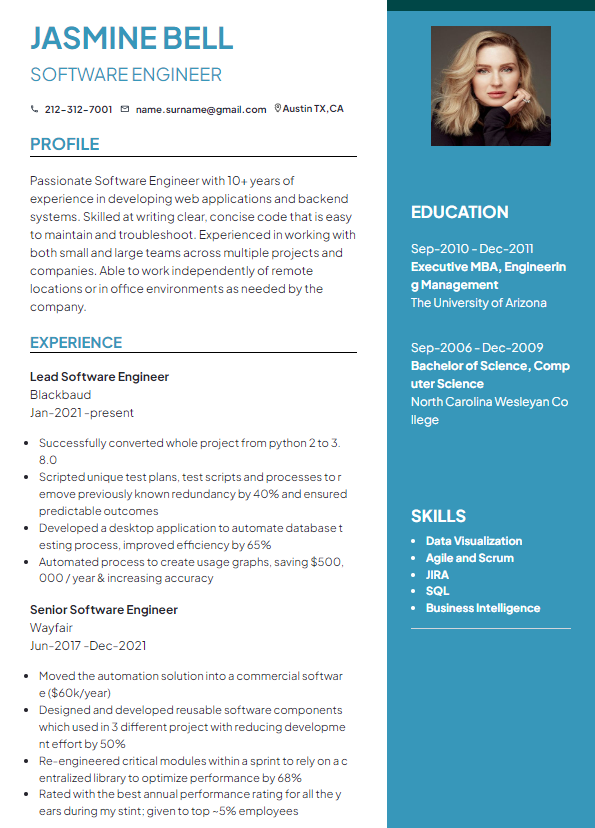 JASMINE BELL
SOFTWARE ENGINEER
212-312-7001 name.surname@gmail.com Austin TX,CA
PROFILE
Passionate Software Engineer with 10+ years of
experience in developing web applications and backend
systems. Skilled at writing clear, concise code that is easy
to maintain and troubleshoot. Experienced in working with
both small and large teams across multiple projects and
companies. Able to work independently of remote
locations or in office environments as needed by the
company.
EXPERIENCE
Lead Software Engineer
Blackbaud
Jan-2021 -present
• Successfully converted whole project from python 2 to 3.
8.0
• Scripted unique test plans, test scripts and processes to r
emove previously known redundancy by 40% and ensured
predictable outcomes
• Developed a desktop application to automate database t
esting process, improved efficiency by 65%
• Automated process to create usage graphs, saving $500,
000 / year & increasing accuracy
Senior Software Engineer
Wayfair
Jun-2017 -Dec-2021
• Moved the automation solution into a commercial softwar
e ($60k/year)
• Designed and developed reusable software components
which used in 3 different project with reducing developme
nt effort by 50%
• Re-engineered critical modules within a sprint to rely on a c
entralized library to optimize performance by 68%
• Rated with the best annual performance rating for all the y
ears during my stint; given to top ~5% employees
EDUCATION
Sep-2010 - Dec-2011
Executive MBA, Engineerin
g Management
The University of Arizona
Sep-2006 - Dec-2009
Bachelor of Science, Comp
uter Science
North Carolina Wesleyan Co
llege
SKILLS
• Data Visualization
• Agile and Scrum
• JIRA
• SQL
• Business Intelligence